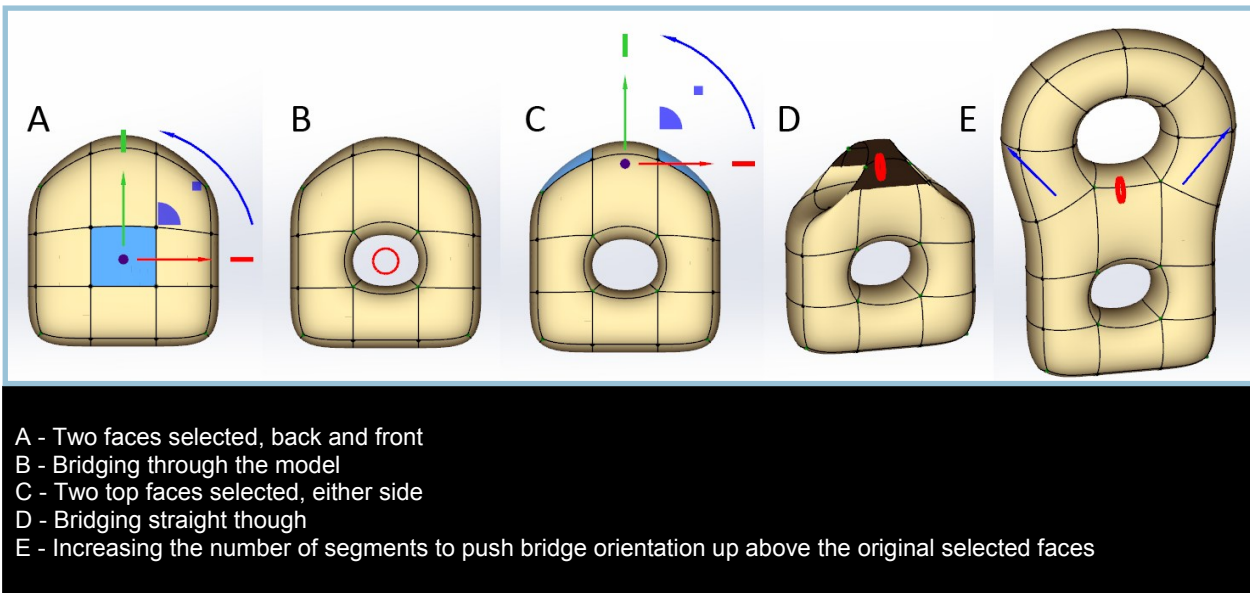 A
B
C
D
E
A - Two faces selected, back and front
B - Bridging through the model
C - Two top faces selected, either side
D - Bridging straight though
E - Increasing the number of segments to push bridge orientation up above the original selected faces